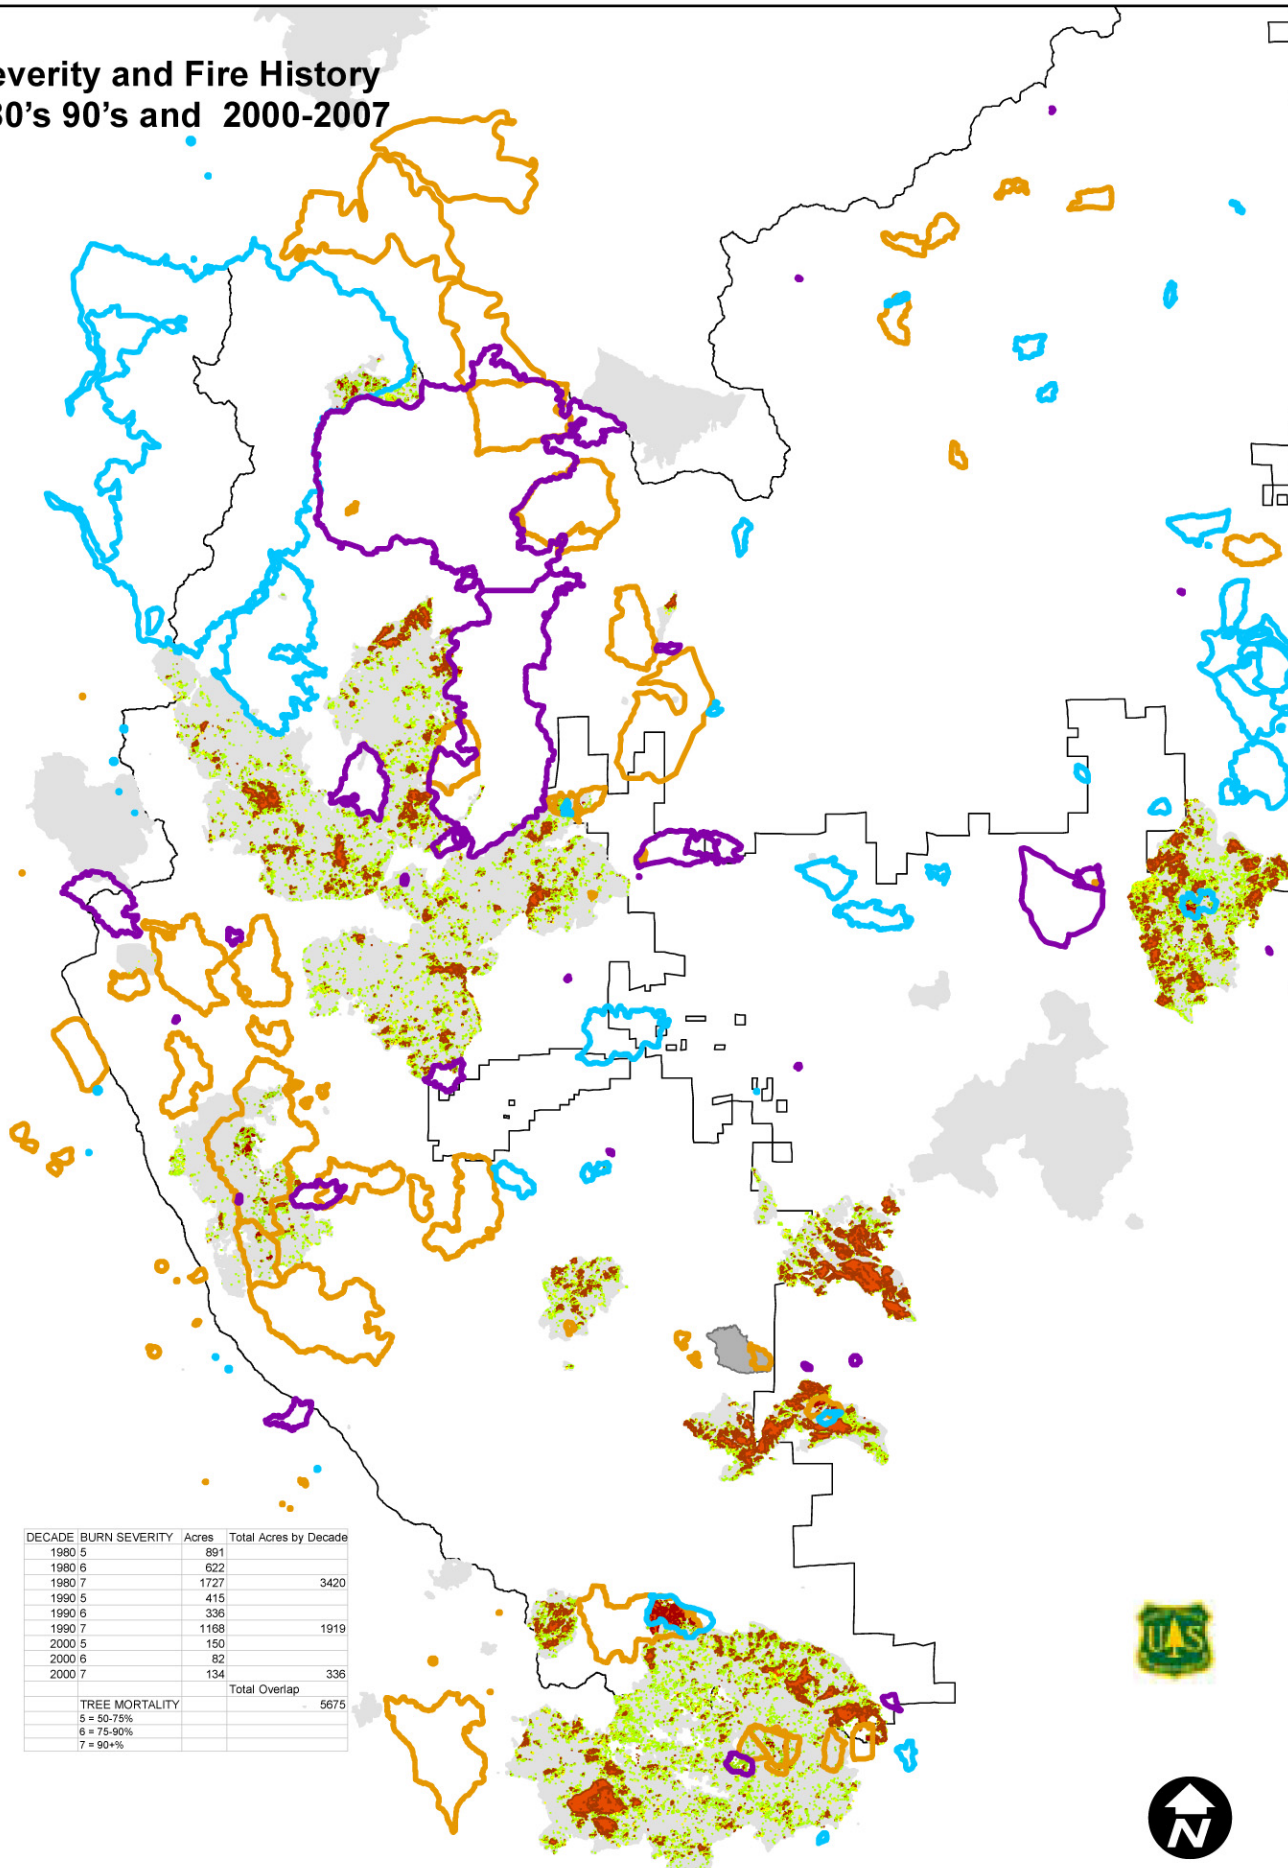 everity and Fire History
80's 90's and 2000-2007
DECADE BURN SEVERITY Acres Total Acres by Decade
1980 5 891
1980 6 622
1980 7 1727 3420
1990 5 415
1990 6 336
1990 7 1168 1919
2000 5 150
2000 6 82
2000 7 134 336
Total Overlap
TREE MORTALITY 5675
5 = 50-75%
6 = 75-90%
7 = 90+%
U S
N